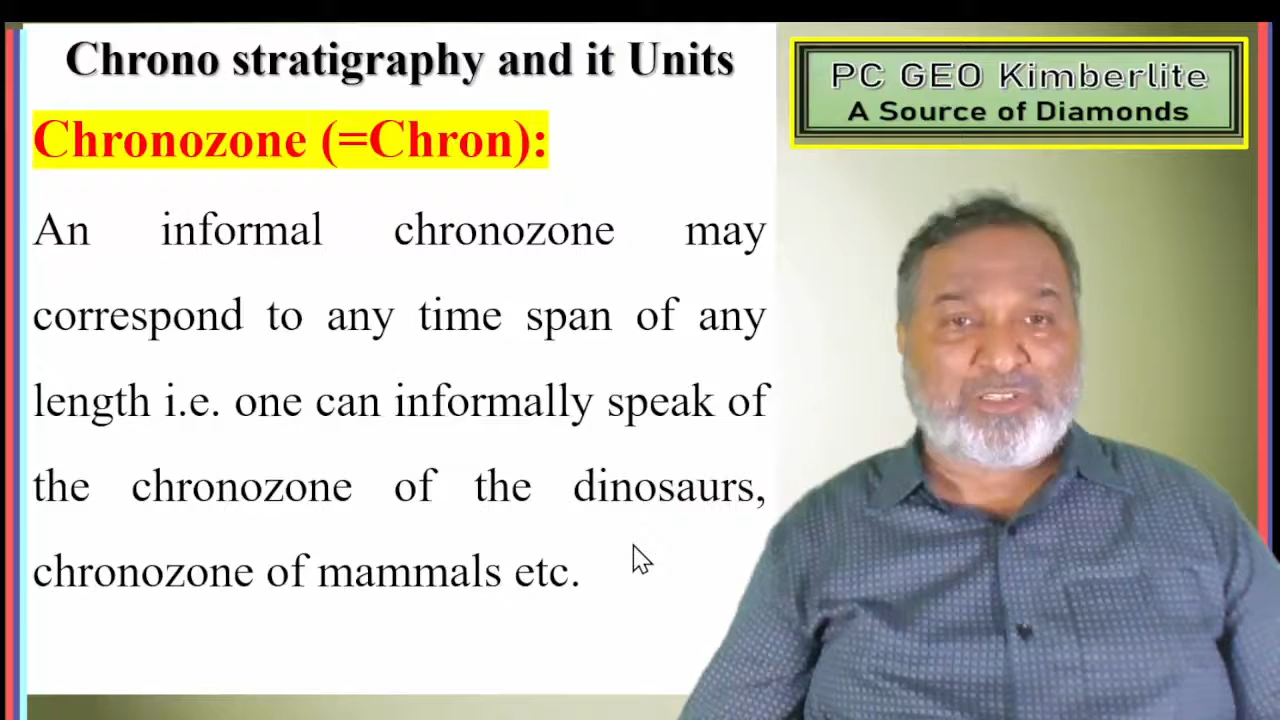 Chrono stratigraphy and it Units
PC GEO Kimberlite
A Source of Diamonds
Chronozone (=Chron):
An informal chronozone may
correspond to any time span of any
length i.e. one can informally speak of
the chronozone of the dinosaurs,
chronozone of mammals etc.